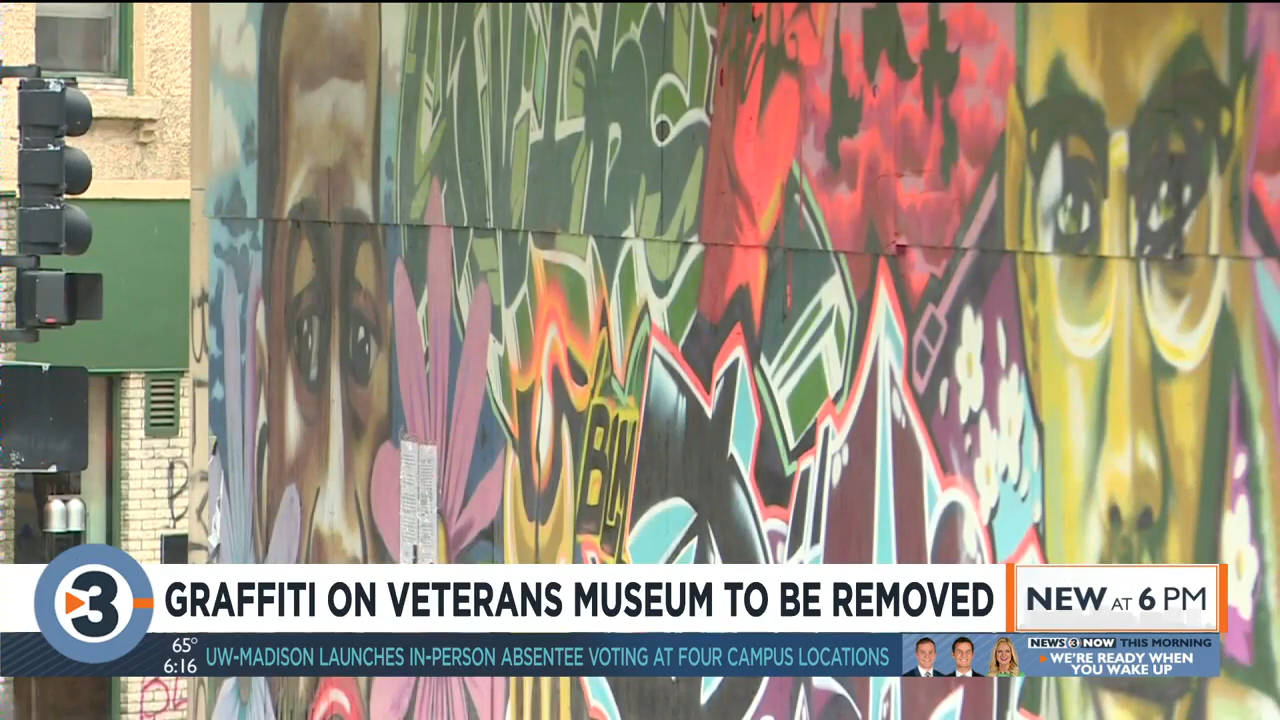 BW
3
GRAFFITI ON VETERANS MUSEUM TO BE REMOVED
NEW AT 6 PM
65°
6:16
UW-MADISON LAUNCHES IN-PERSON ABSENTEE VOTING AT FOUR CAMPUS LOCATIONS
NEWS 3 NOW THIS MORNING
WE'RE READY WHEN
YOU WAKE UP